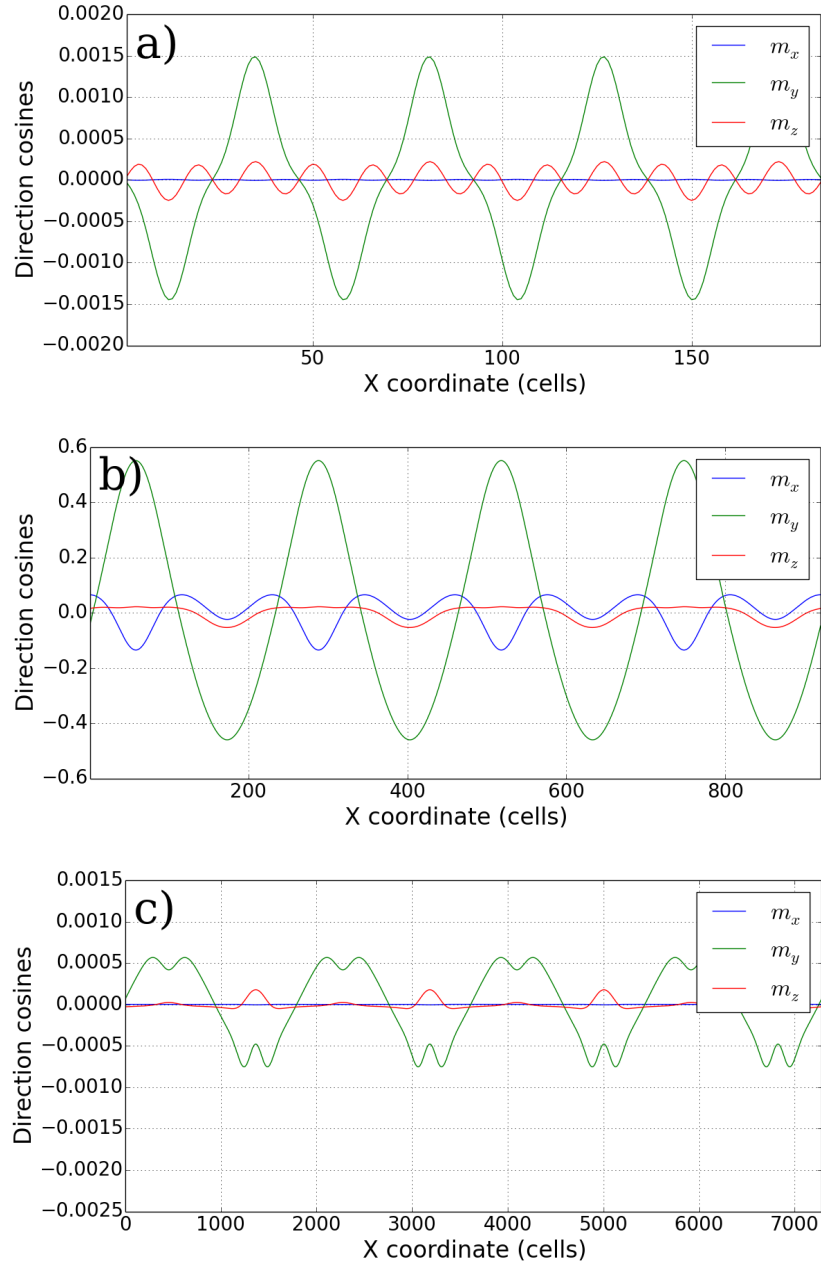 a)
0.0020
0.0015
0.0010
0.0005
0.0000
−0.0005
−0.0010
−0.0015
−0.0020
Direction cosines
m_x
m_y
m_z
50
100
150
X coordinate (cells)
b)
0.6
0.4
0.2
0.0
−0.2
−0.4
−0.6
Direction cosines
m_x
m_y
m_z
200
400
600
800
X coordinate (cells)
c)
0.0015
0.0010
0.0005
0.0000
−0.0005
−0.0010
−0.0015
−0.0020
−0.0025
Direction cosines
m_x
m_y
m_z
0
1000
2000
3000
4000
5000
6000
7000
X coordinate (cells)